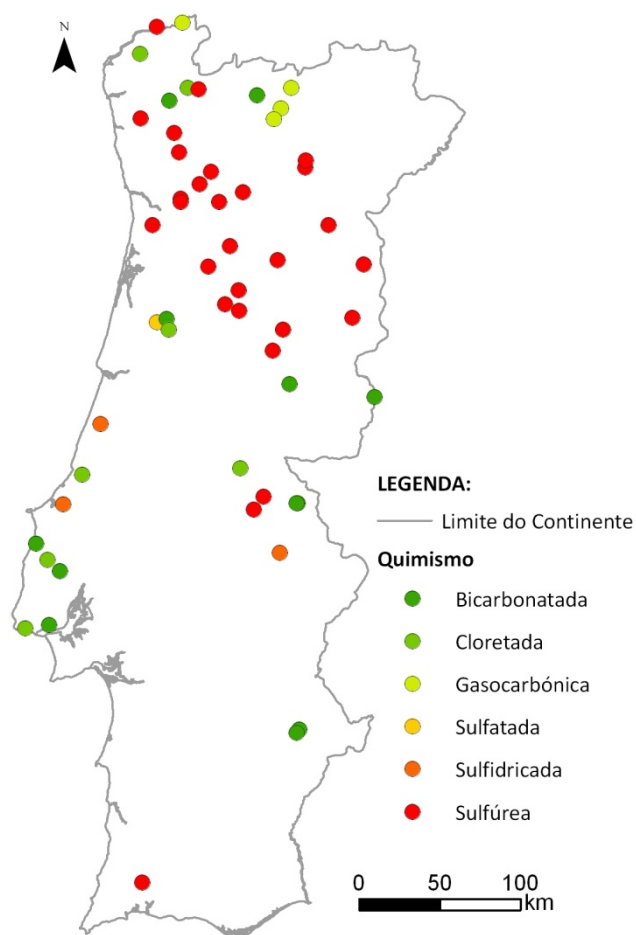 N
LEGENDA:
Limite do Continente
Quimismo
Bicarbonatada
Cloretada
Gasocarbónica
Sulfatada
Sulfidricada
Sulfúrea
0 50 100
km